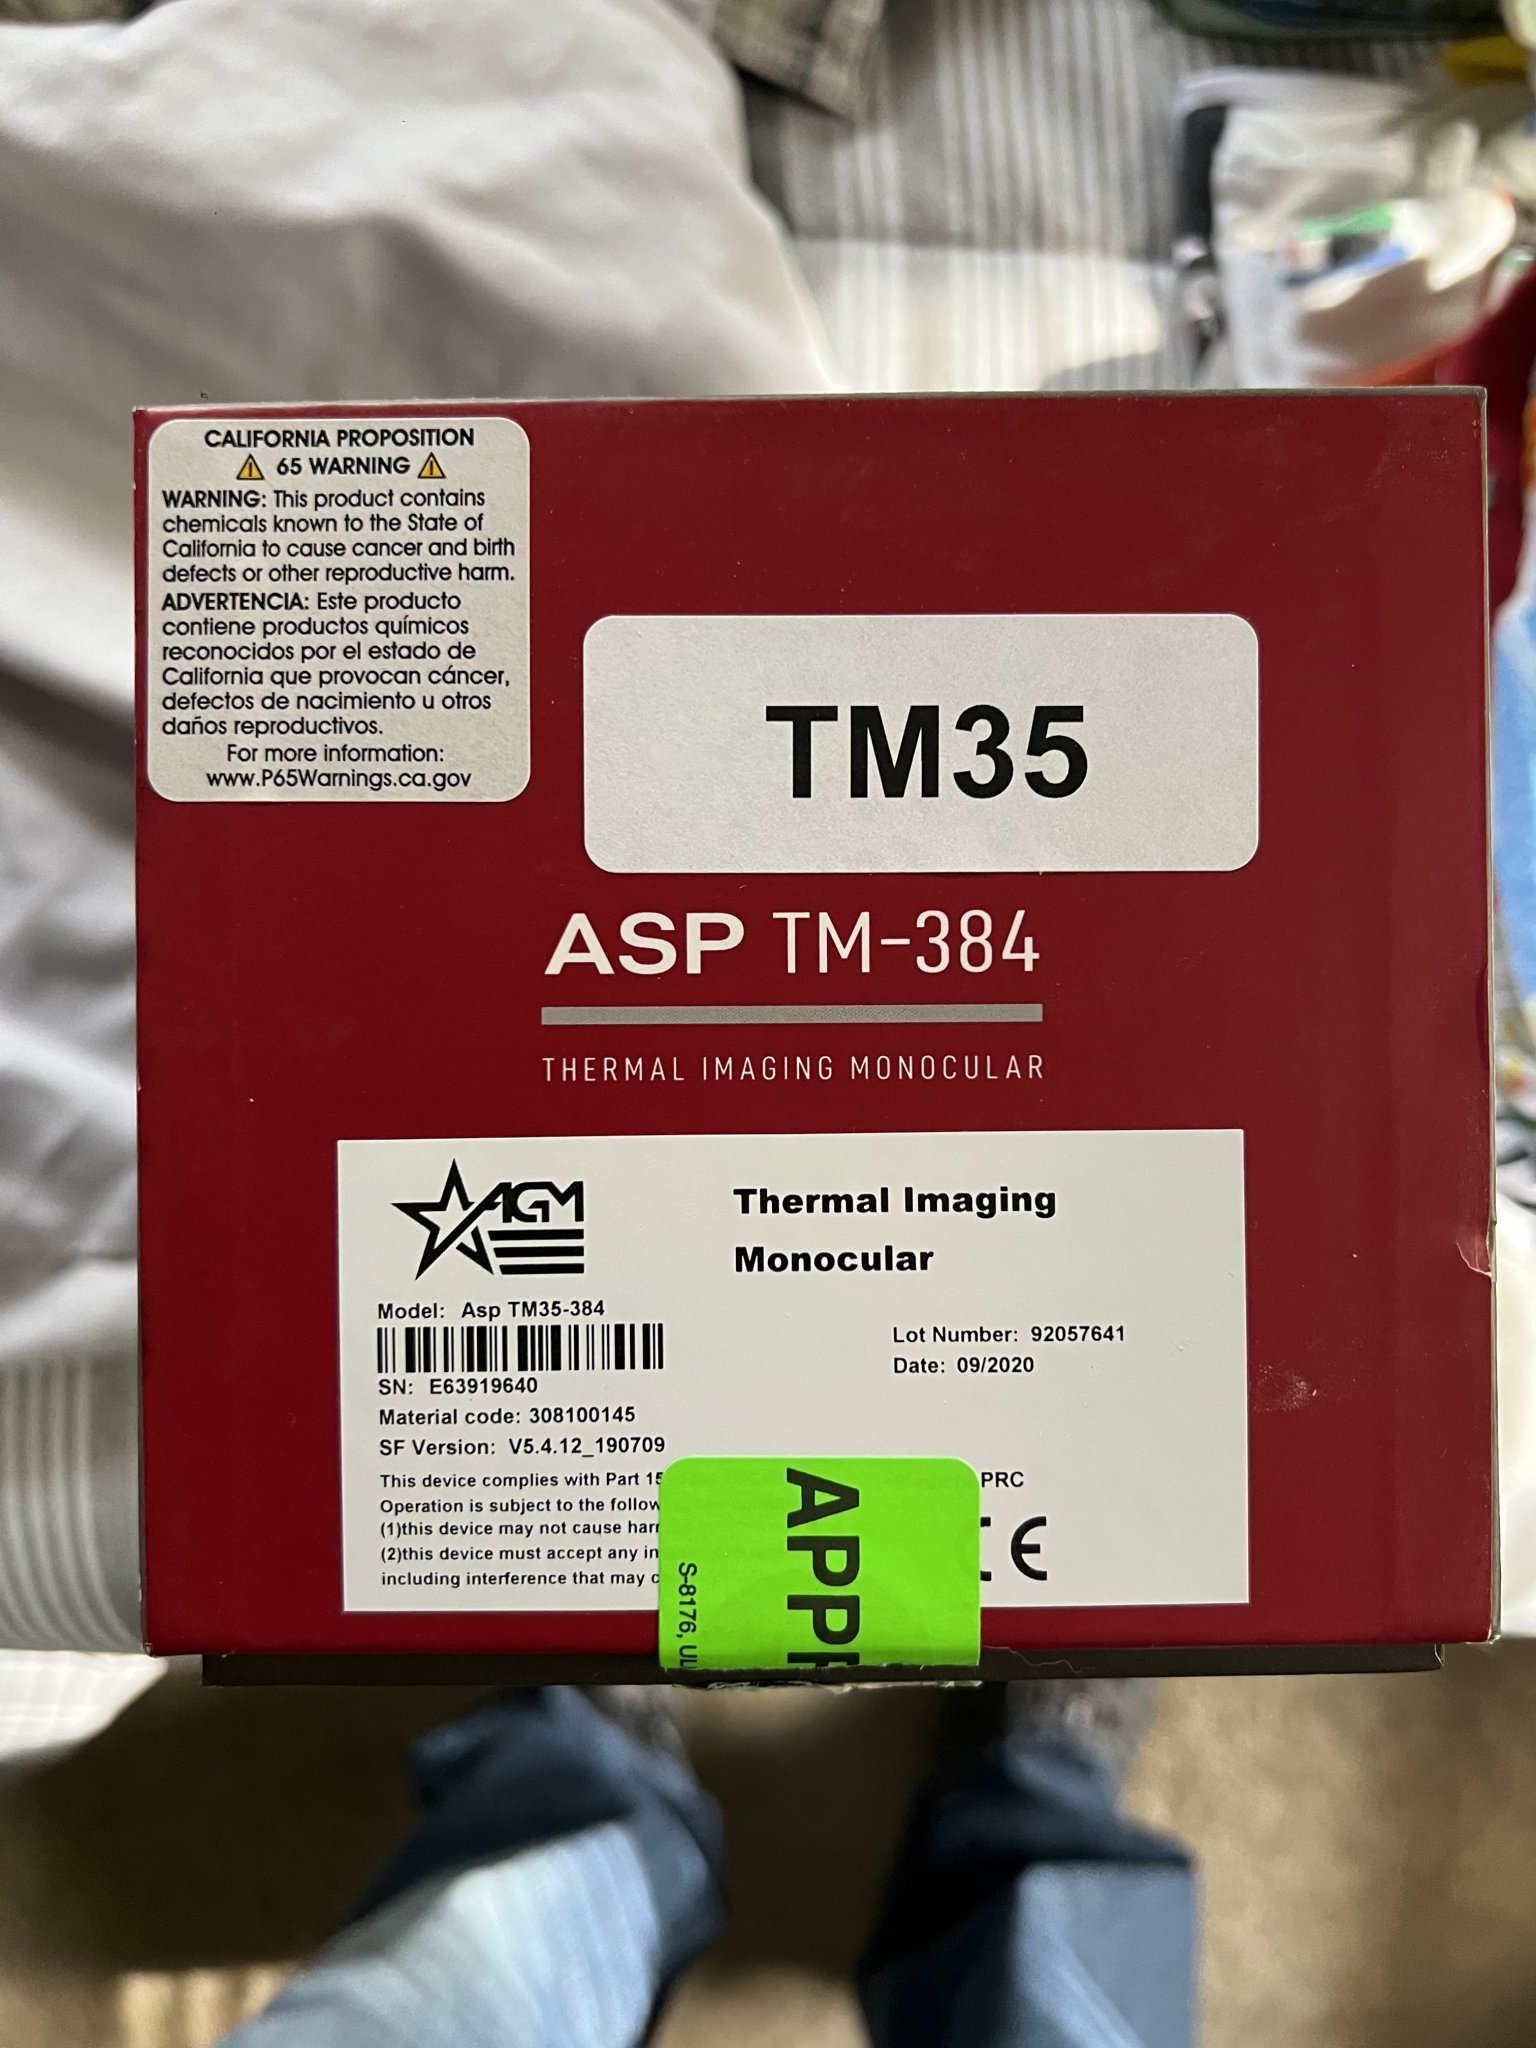 CALIFORNIA PROPOSITION
65 WARNING
WARNING: This product contains
chemicals known to the State of
California to cause cancer and birth
defects or other reproductive harm.
ADVERTENCIA: Este producto
contiene productos químicos
reconocidos por el estado de
California que provocan cáncer,
defectos de nacimiento u otros
daños reproductivos.
For more information:
www.P65Warnings.ca.gov
TM35
ASP TM-384
THERMAL IMAGING MONOCULAR
AGM
Thermal Imaging
Monocular
Model: Asp TM35-384
SN: E63919640
Lot Number: 92057641
Date: 09/2020
Material code: 308100145
SF Version: V5.4.12_190709
This device complies with Part 15
Operation is subject to the follow
(1)this device may not cause harr
(2)this device must accept any in
including interference that may c
PRC
CE
APPR
S-8176, UL